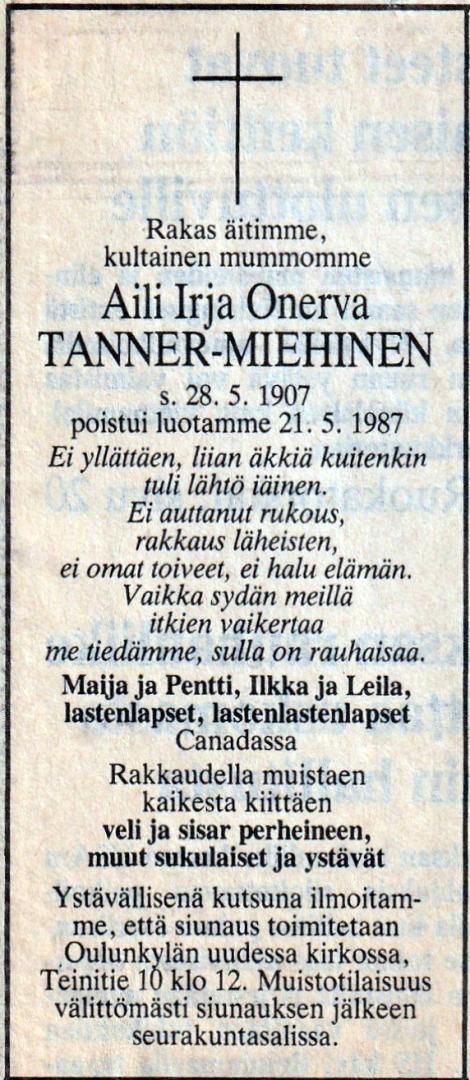 Rakas äitimme,
kultainen mummomme
Aili Irja Onerva
TANNER-MIEHINEN
s. 28. 5. 1907
poistui luotamme 21. 5. 1987
Ei yllättäen, liian äkkiä kuitenkin
tuli lähtö iäinen.
Ei auttanut rukous,
rakkaus läheisten,
ei omat toiveet, ei halu elämän.
Vaikka sydän meillä
itkien vaikertaa
me tiedämme, sulla on rauhaisaa.
Maija ja Pentti, Ilkka ja Leila,
lastenlapset, lastenlastenlapset
Canadassa
Rakkaudella muistaen
kaikesta kiittäen
veli ja sisar perheineen,
muut sukulaiset ja ystävät
Ystävällisenä kutsuna ilmoitam-
me, että siunaus toimitetaan
Oulunkylän uudessa kirkossa,
Teinitie 10 klo 12. Muistotilaisuus
välittömästi siunauksen jälkeen
seurakuntasalissa.